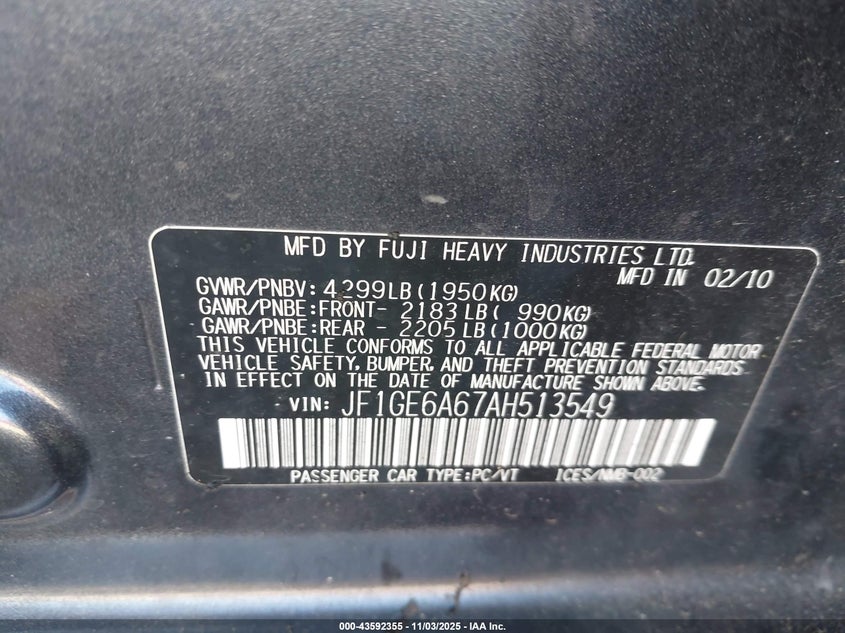 MFD BY FUJI HEAVY INDUSTRIES LTD.
MFD IN 02/10
GVWR/PNBV: 4299LB (1950KG)
GAWR/PNBE:FRONT- 2183LB ( 990KG)
GAWR/PNBE:REAR - 2205LB (1000KG)
THIS VEHICLE CONFORMS TO ALL APPLICABLE FEDERAL MOTOR
VEHICLE SAFETY, BUMPER, AND THEFT PREVENTION STANDARDS
IN EFFECT ON THE DATE OF MANUFACTURE SHOWN ABOVE.
VIN: JF1GE6A67AH513549
PASSENGER CAR TYPE:PC/VT ICES/NMB-002
000-43592355 - 11/03/2025 - IAA Inc.